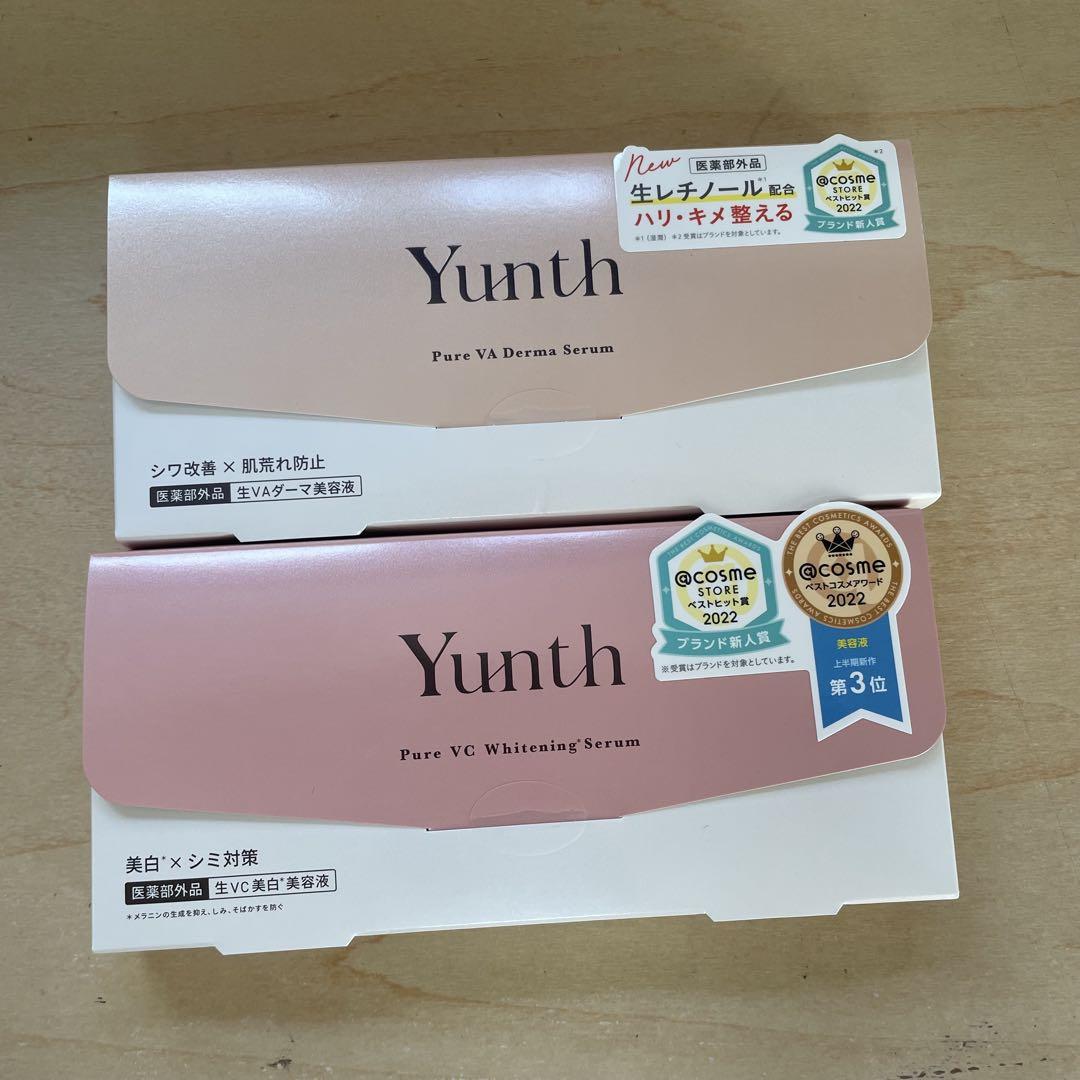 New 医薬部外品
生レチノール*1配合
ハリ・キメ整える
*1(湿潤) *2 受賞はブランドを対象としています。
*2
@cosme
STORE
ベストヒット賞
2022
ブランド新人賞
Yunth
Pure VA Derma Serum
シワ改善×肌荒れ防止
医薬部外品 生VAダーマ美容液
THE BEST COSMETICS AWARDS
@cosme
STORE
ベストヒット賞
2022
ブランド新人賞
※受賞はブランドを対象としています。
THE BEST COSMETICS AWARDS
THE BEST COSMETICS AWARDS
@cosme
ベストコスメアワード
2022
美容液
上半期新作
第3位
Yunth
Pure VC Whitening*Serum
美白*×シミ対策
医薬部外品 生VC美白*美容液
*メラニンの生成を抑え、しみ、そばかすを防ぐ